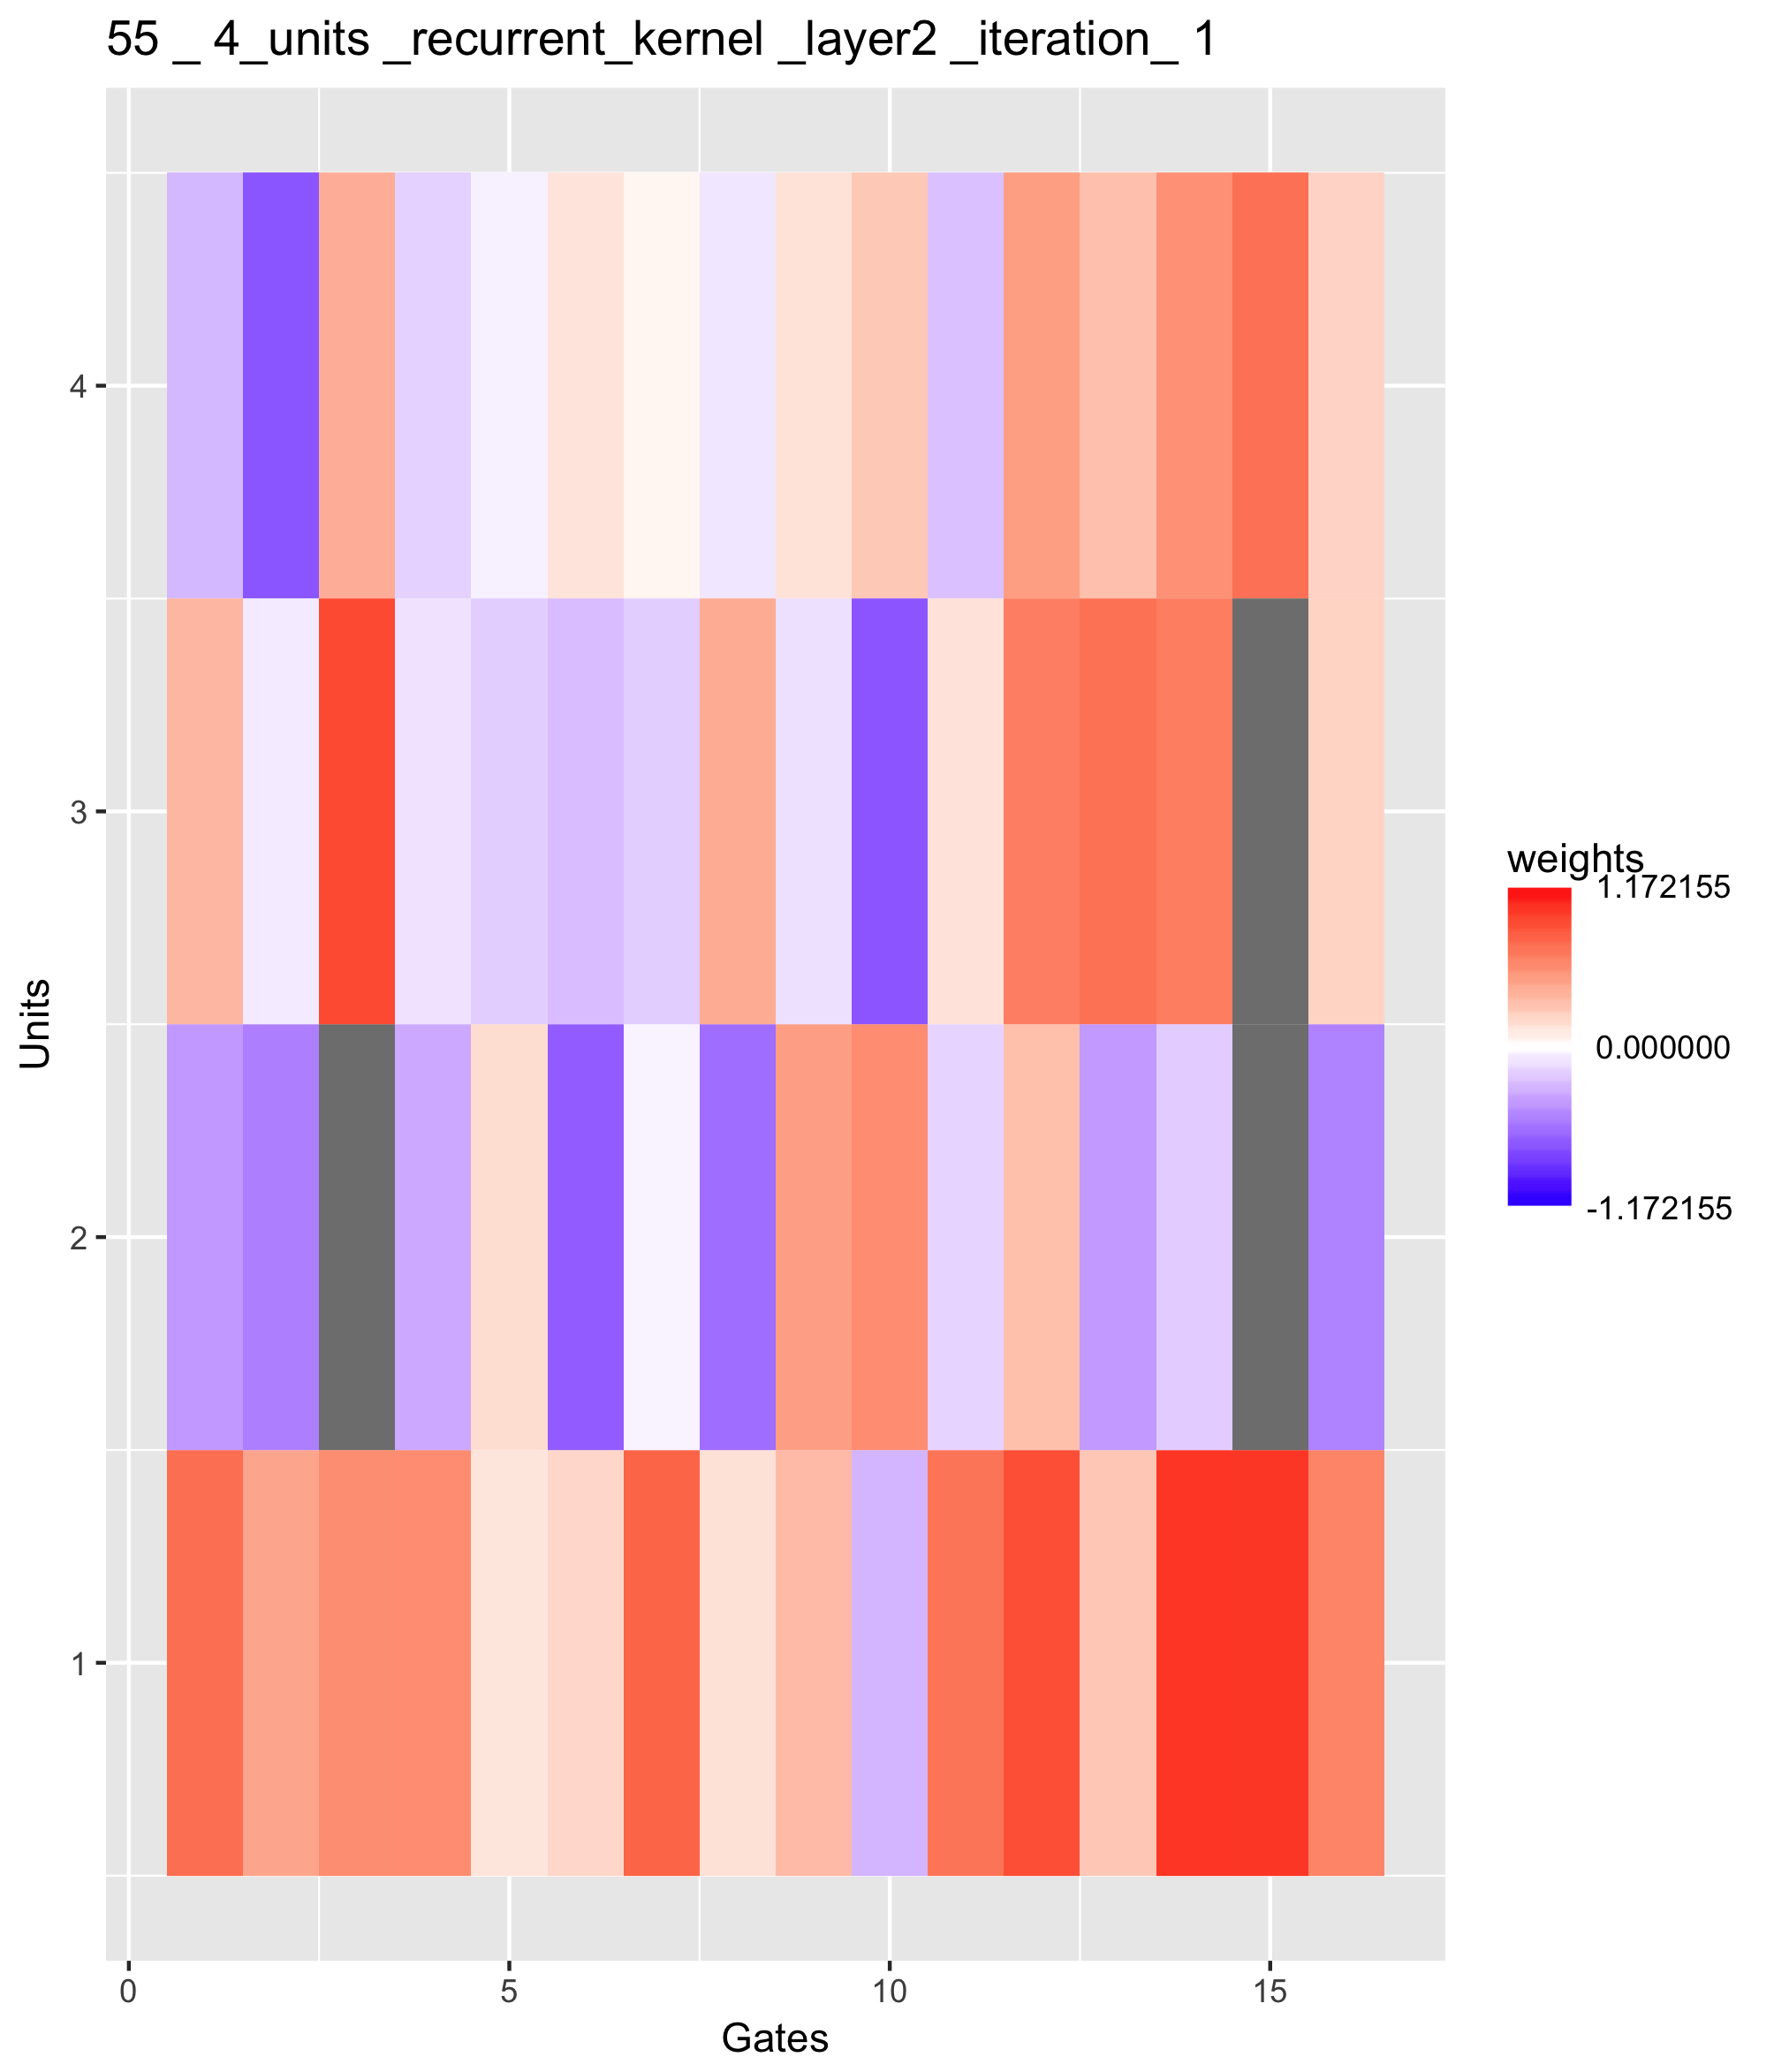 55 _ 4_units _recurrent_kernel _layer2 _iteration_ 1
4
3
2
1
Units
0 5 10 15
Gates
weights
1.172155
0.000000
-1.172155